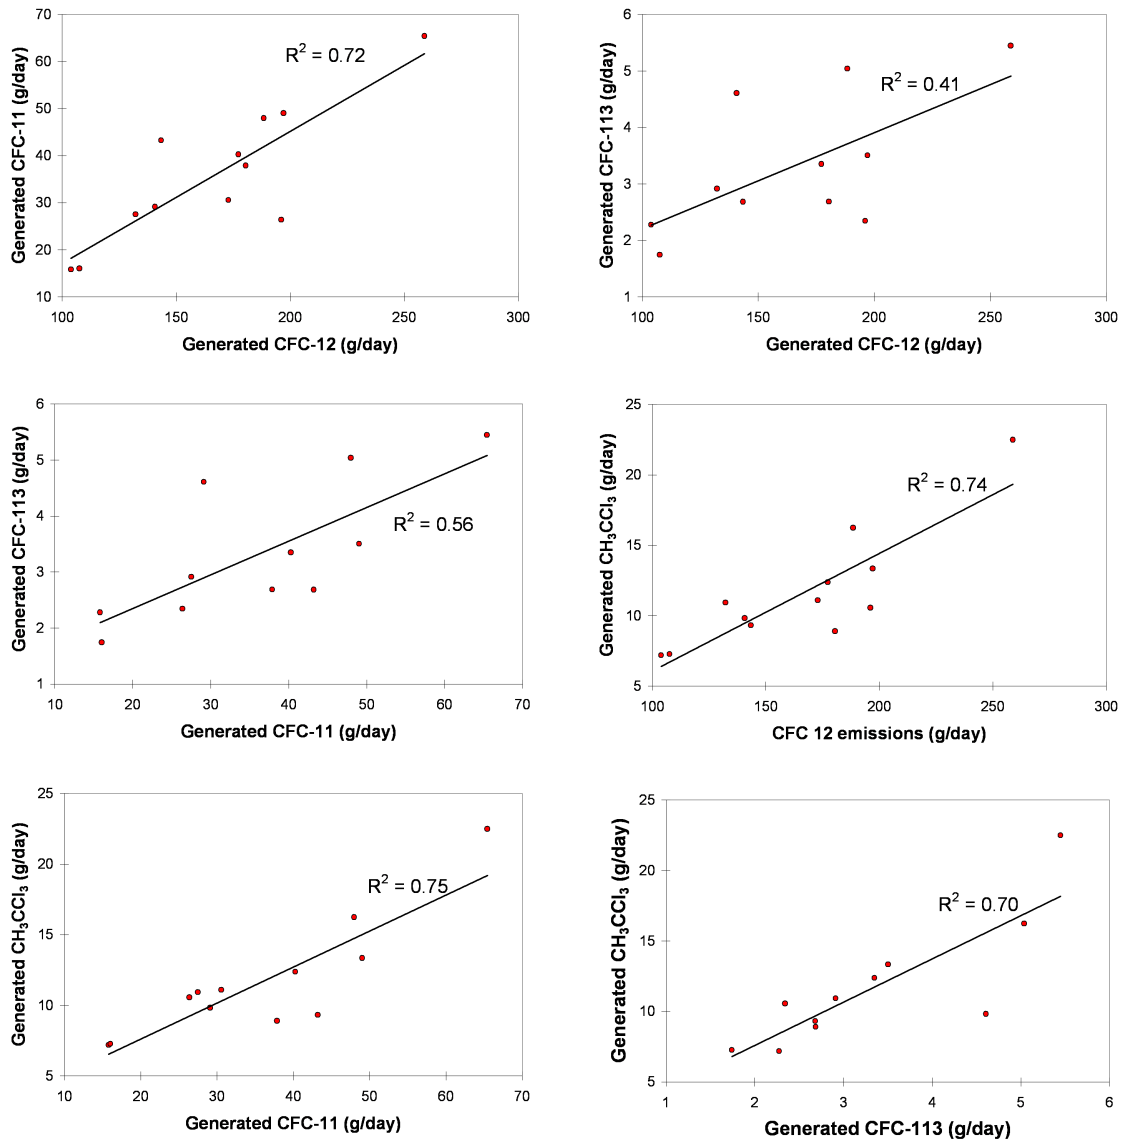 70
60
50
40
30
20
10
R² = 0.72
Generated CFC-11 (g/day)
100 150 200 250 300
Generated CFC-12 (g/day)
6
5
4
3
2
1
R² = 0.41
Generated CFC-113 (g/day)
100 150 200 250 300
Generated CFC-12 (g/day)
6
5
4
3
2
1
R² = 0.56
Generated CFC-113 (g/day)
10 20 30 40 50 60 70
Generated CFC-11 (g/day)
25
20
15
10
5
R² = 0.74
Generated CH₃CCl₃ (g/day)
100 150 200 250 300
CFC 12 emissions (g/day)
25
20
15
10
5
R² = 0.75
Generated CH₃CCl₃ (g/day)
10 20 30 40 50 60 70
Generated CFC-11 (g/day)
25
20
15
10
5
R² = 0.70
Generated CH₃CCl₃ (g/day)
1 2 3 4 5 6
Generated CFC-113 (g/day)